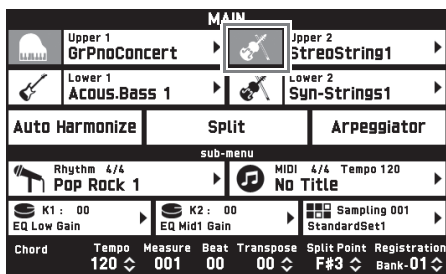 MAIN
Upper 1 Upper 2
GrPnoConcert StreoString1
Lower 1 Lower 2
Acous.Bass 1 Syn-Strings1
Auto Harmonize Split Arpeggiator
sub-menu
Rhythm 4/4 MIDI 4/4 Tempo 120
Pop Rock 1 No Title
K1 : 00 K2 : 00 Sampling 001
EQ Low Gain EQ Mid1 Gain StandardSet1
Chord Tempo Measure Beat Transpose Split Point Registration
120 001 00 00 F#3 Bank-01